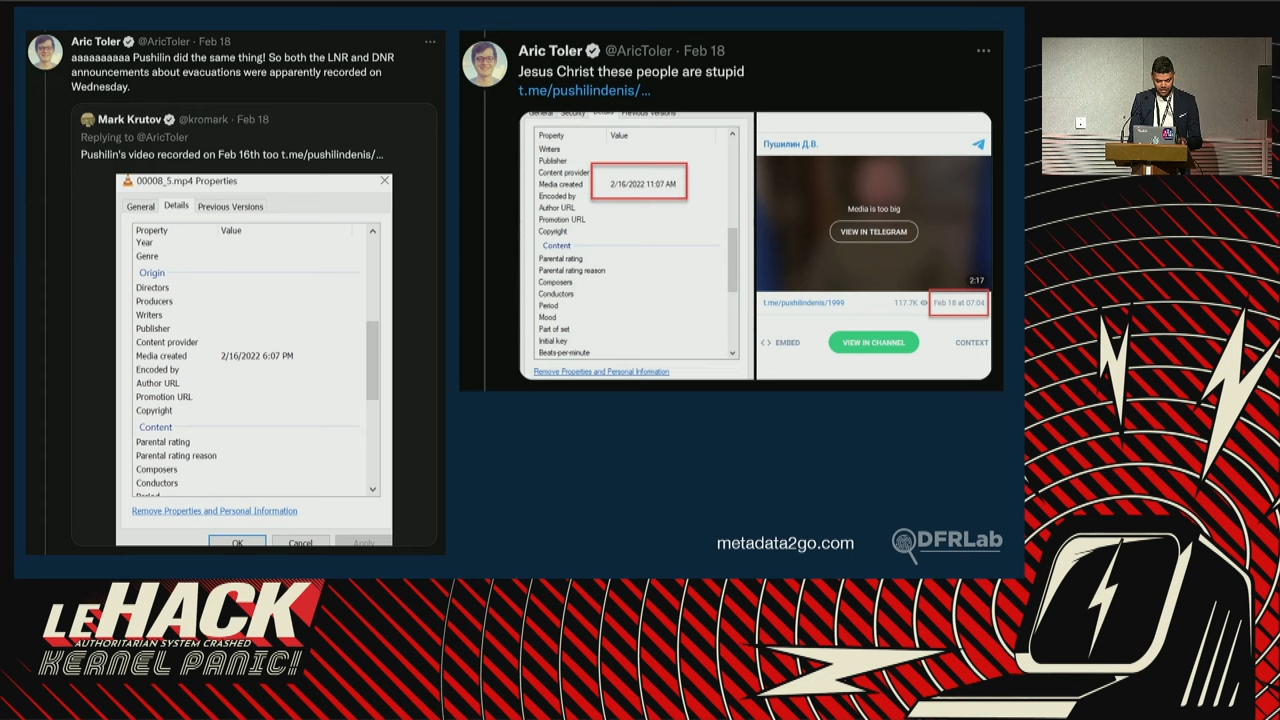 Aric Toler @AricToler · Feb 18
aaaaaaaaaa Pushilin did the same thing! So both the LNR and DNR
announcements about evacuations were apparently recorded on
Wednesday.
Mark Krutov @kromark · Feb 18
Replying to @AricToler
Pushilin's video recorded on Feb 16th too t.me/pushilindenis/...
00008_5.mp4 Properties
General Details Previous Versions
Property Value
Year
Genre
Origin
Directors
Producers
Writers
Publisher
Content provider
Media created 2/16/2022 6:07 PM
Encoded by
Author URL
Promotion URL
Copyright
Content
Parental rating
Parental rating reason
Composers
Conductors
Period
Remove Properties and Personal Information
OK Cancel Apply
Aric Toler @AricToler · Feb 18
Jesus Christ these people are stupid
t.me/pushilindenis/...
General Security Details Previous Versions
Property Value
Writers
Publisher
Content provider
Media created 2/16/2022 11:07 AM
Encoded by
Author URL
Promotion URL
Copyright
Content
Parental rating
Parental rating reason
Composers
Conductors
Period
Mood
Part of set
Initial key
Beats-per-minute
Remove Properties and Personal Information
Пушилин Д.В.
Media is too big
VIEW IN TELEGRAM
2:17
t.me/pushilindenis/1999 117.7K Feb 18 at 07:04
<> EMBED VIEW IN CHANNEL CONTEXT
metadata2go.com
DFRLab
LEHACK
AUTHORITARIAN SYSTEM CRASHED
KERNEL PANIC!